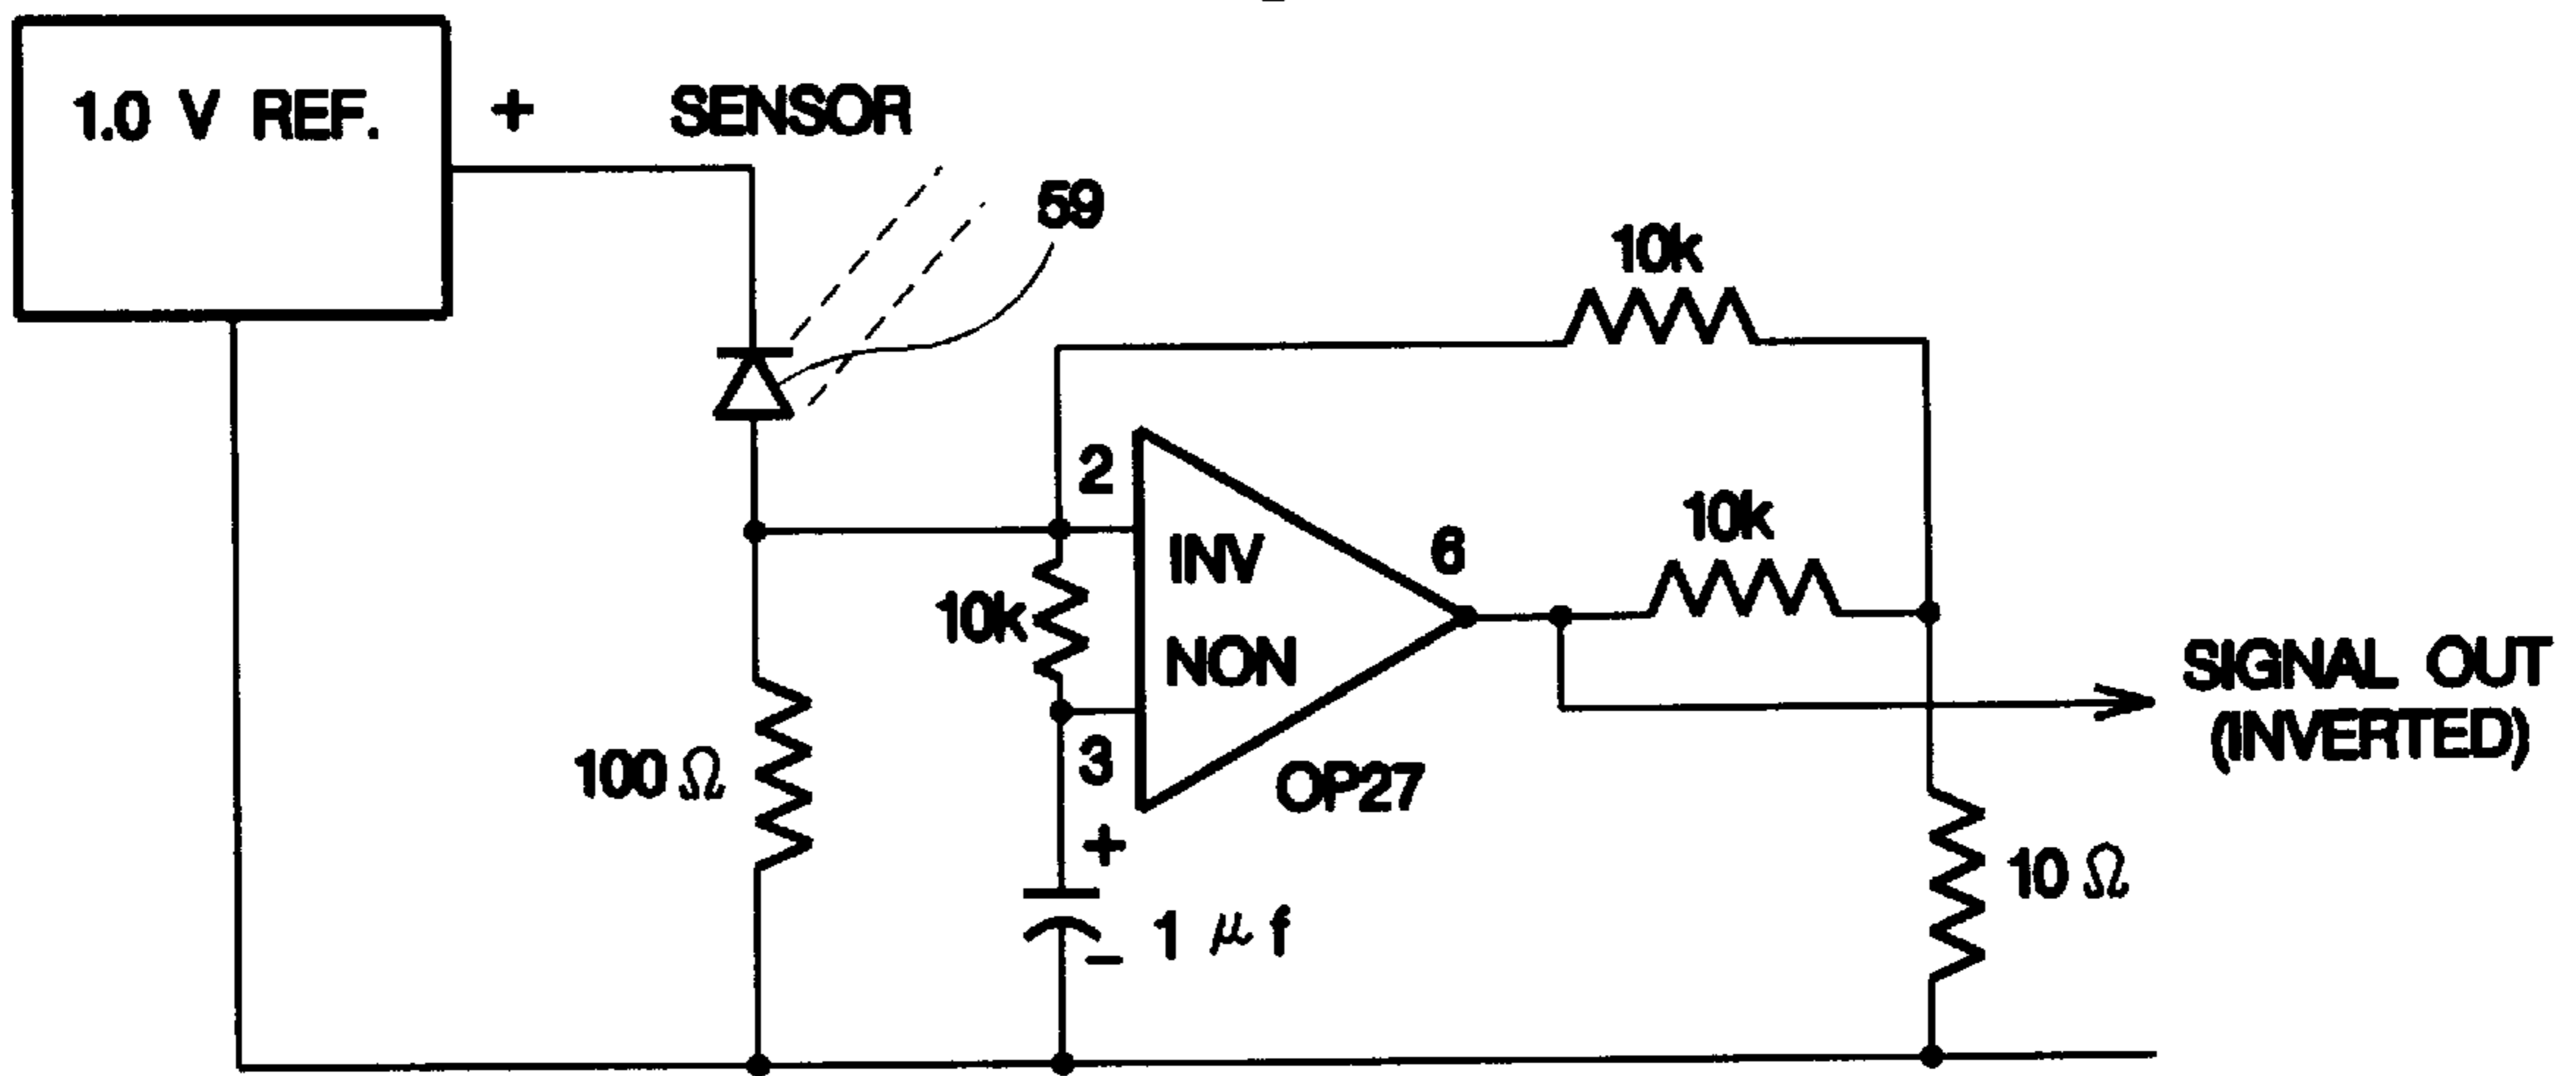 1.0 V REF.
+
SENSOR
59
10k
2
INV
10k
6
10k
NON
SIGNAL OUT
(INVERTED)
100 Ω
3
OP27
+
1 μf
−
10 Ω